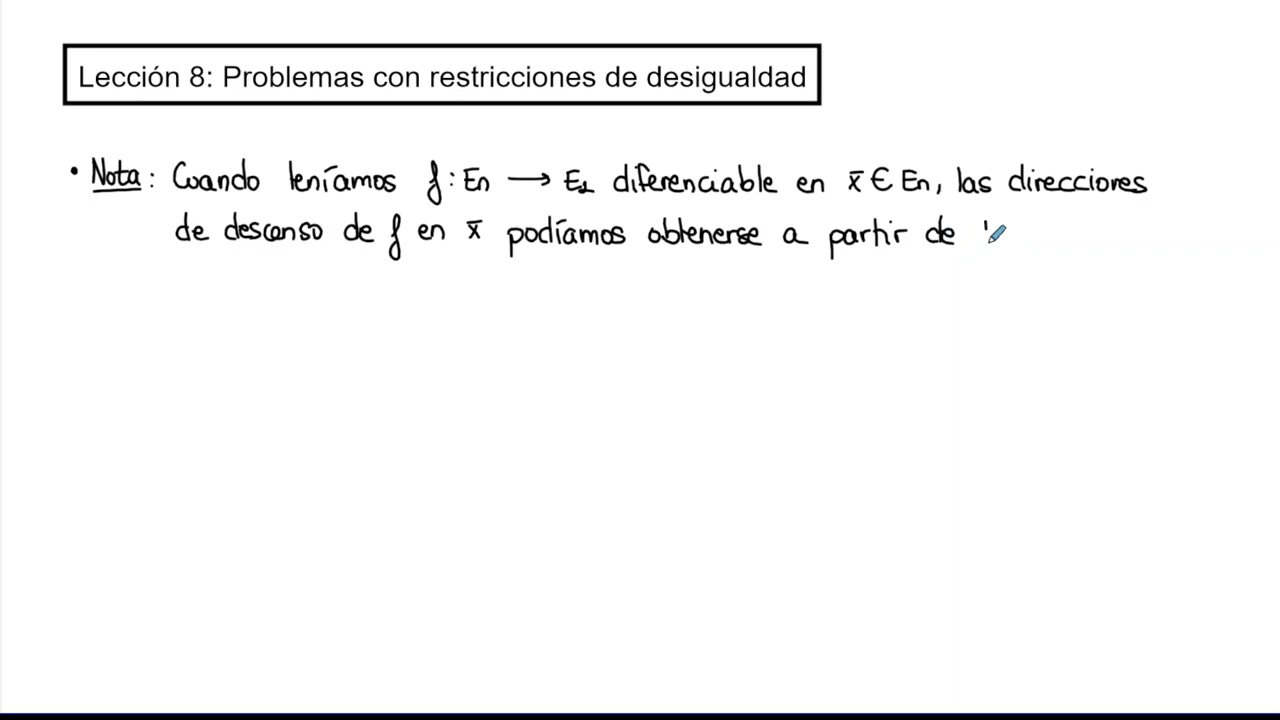 Lección 8: Problemas con restricciones de desigualdad
• Nota: Cuando teníamos f: En → E1 diferenciable en x̄ ∈ En, las direcciones
de descenso de f en x̄ podíamos obtenerse a partir de